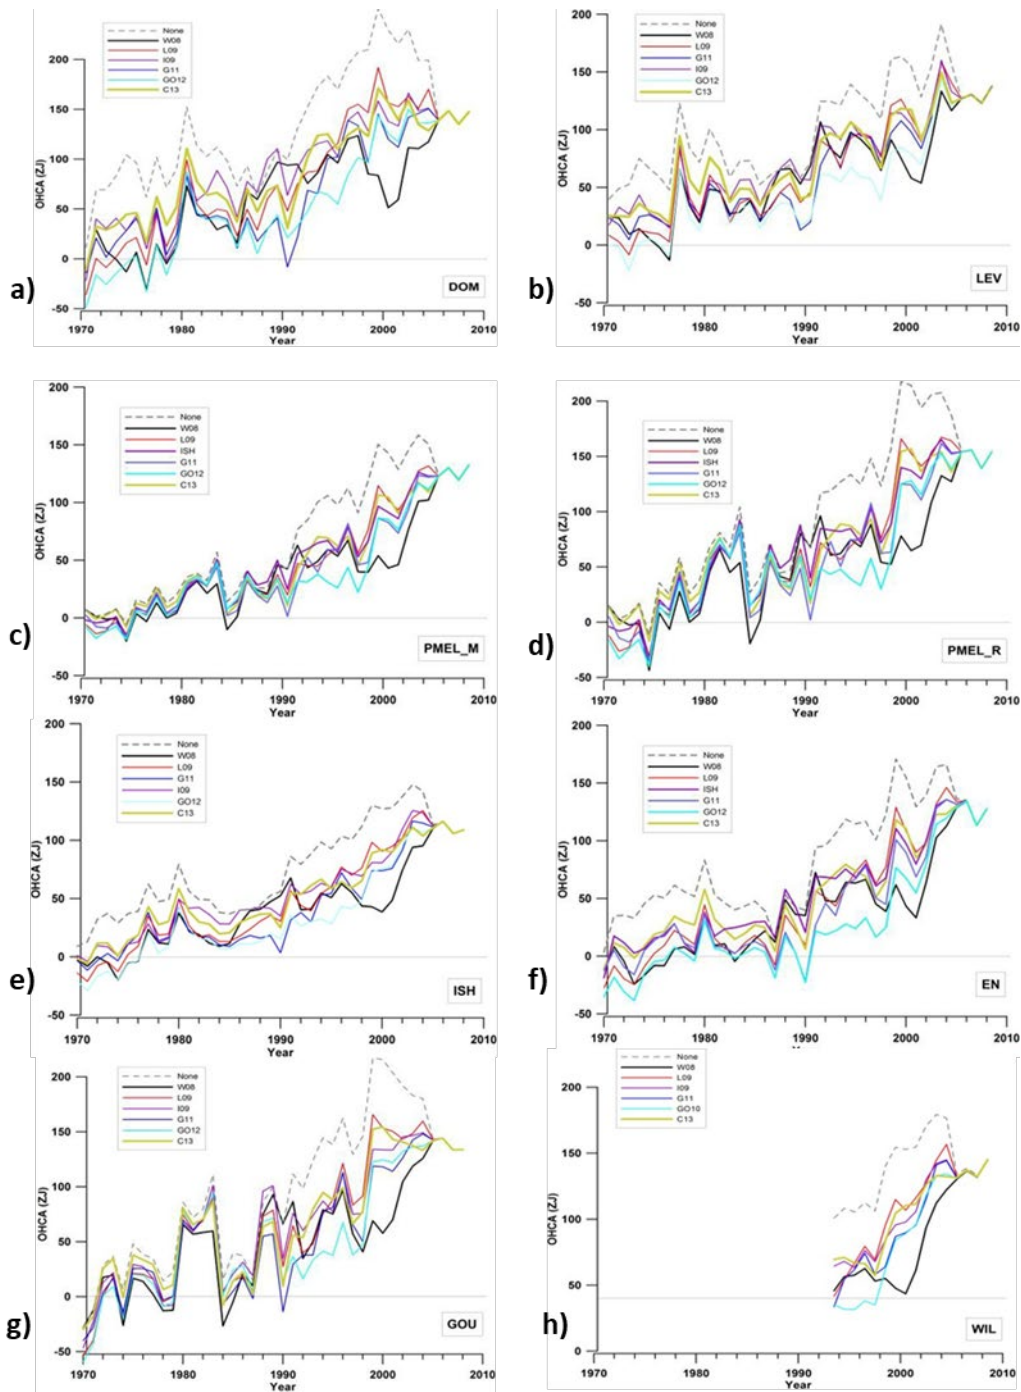 None
W08
L09
I09
G11
GO12
C13
200
150
100
50
0
-50
OHCA (ZJ)
a)
DOM
1970 1980 1990 2000 2010
Year
None
W08
L09
G11
I09
GO12
C13
200
150
100
50
0
-50
OHCA (ZJ)
b)
LEV
1970 1980 1990 2000 2010
Year
None
W08
L09
ISH
G11
GO12
C13
200
150
100
50
0
-50
OHCA (ZJ)
c)
PMEL_M
1970 1980 1990 2000 2010
Year
None
W08
L09
ISH
G11
GO12
C13
200
150
100
50
0
-50
OHCA (ZJ)
d)
PMEL_R
1970 1980 1990 2000 2010
Year
None
W08
L09
G11
I09
GO12
C13
200
150
100
50
0
-50
OHCA (ZJ)
e)
ISH
1970 1980 1990 2000 2010
Year
None
W08
L09
ISH
G11
GO12
C13
200
150
100
50
0
-50
OHCA (ZJ)
f)
EN
1970 1980 1990 2000 2010
None
W08
L09
I09
G11
GO12
C13
200
150
100
50
0
-50
OHCA (ZJ)
g)
GOU
1970 1980 1990 2000 2010
Year
None
W08
L09
I09
G11
GO10
C13
200
150
100
50
0
OHCA (ZJ)
h)
WIL
1970 1980 1990 2000 2010
Year